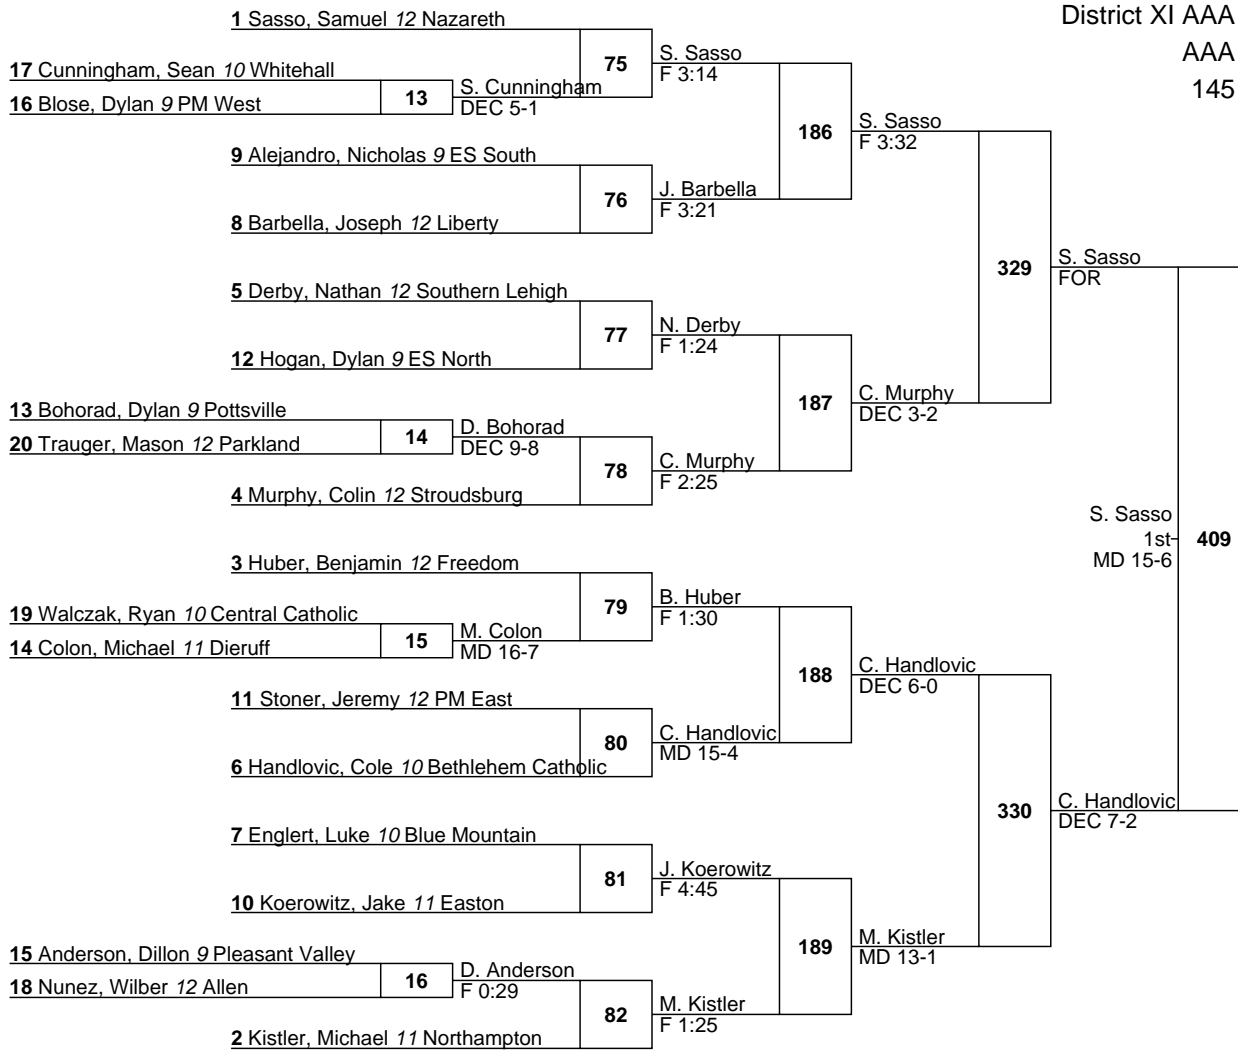 District XI AAA
AAA
145
1 Sasso, Samuel 12 Nazareth
17 Cunningham, Sean 10 Whitehall
16 Blose, Dylan 9 PM West
13
S. Cunningham
DEC 5-1
75
S. Sasso
F 3:14
9 Alejandro, Nicholas 9 ES South
8 Barbella, Joseph 12 Liberty
76
J. Barbella
F 3:21
186
S. Sasso
F 3:32
5 Derby, Nathan 12 Southern Lehigh
12 Hogan, Dylan 9 ES North
77
N. Derby
F 1:24
13 Bohorad, Dylan 9 Pottsville
20 Trauger, Mason 12 Parkland
14
D. Bohorad
DEC 9-8
4 Murphy, Colin 12 Stroudsburg
78
C. Murphy
F 2:25
187
C. Murphy
DEC 3-2
329
S. Sasso
FOR
3 Huber, Benjamin 12 Freedom
19 Walczak, Ryan 10 Central Catholic
14 Colon, Michael 11 Dieruff
15
M. Colon
MD 16-7
79
B. Huber
F 1:30
11 Stoner, Jeremy 12 PM East
6 Handlovic, Cole 10 Bethlehem Catholic
80
C. Handlovic
MD 15-4
188
C. Handlovic
DEC 6-0
7 Englert, Luke 10 Blue Mountain
10 Koerowitz, Jake 11 Easton
81
J. Koerowitz
F 4:45
15 Anderson, Dillon 9 Pleasant Valley
18 Nunez, Wilber 12 Allen
16
D. Anderson
F 0:29
2 Kistler, Michael 11 Northampton
82
M. Kistler
F 1:25
189
M. Kistler
MD 13-1
330
C. Handlovic
DEC 7-2
S. Sasso
1st
MD 15-6
409